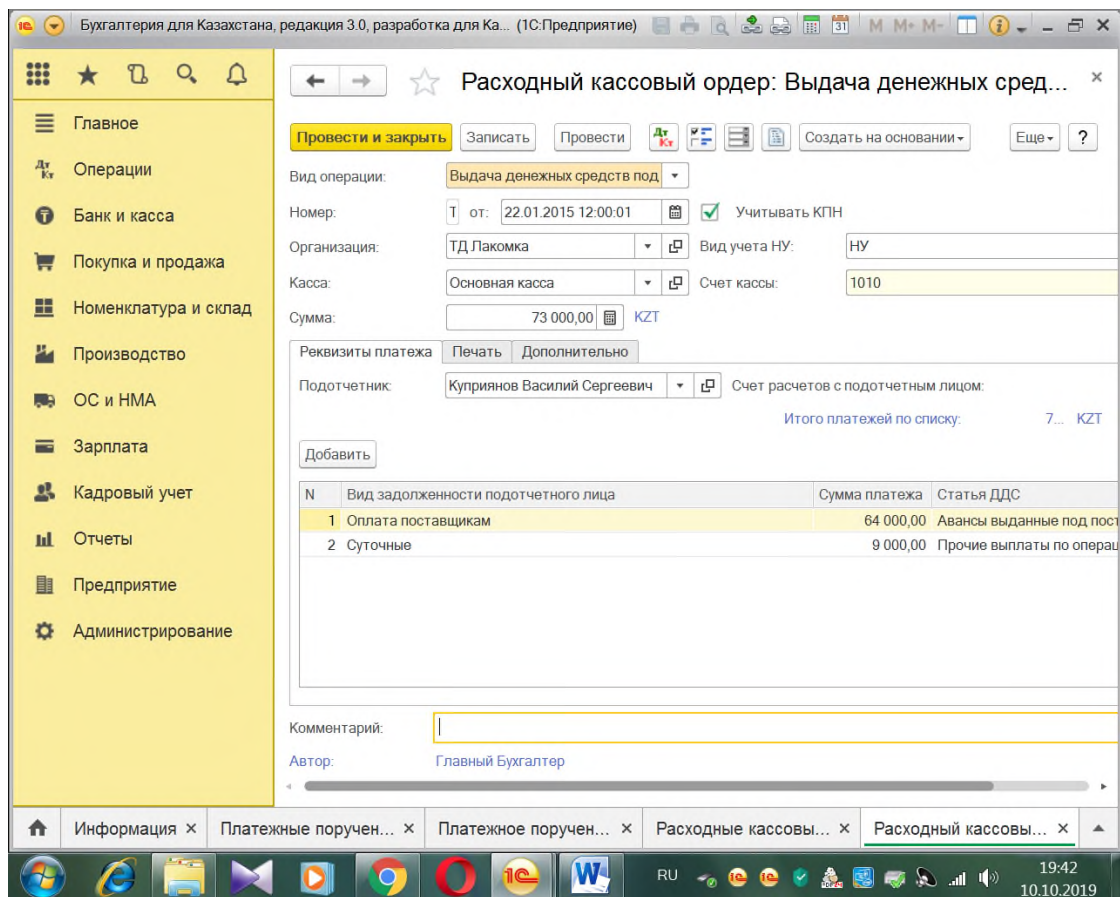 Бухгалтерия для Казахстана, редакция 3.0, разработка для Ка... (1С:Предприятие) 31 M M+ M-
Расходный кассовый ордер: Выдача денежных сред...
Главное
Операции
Банк и касса
Покупка и продажа
Номенклатура и склад
Производство
ОС и НМА
Зарплата
Кадровый учет
Отчеты
Предприятие
Администрирование
Провести и закрыть Записать Провести Дт Кт Создать на основании Еще ?
Вид операции: Выдача денежных средств под
Номер: Т от: 22.01.2015 12:00:01 Учитывать КПН
Организация: ТД Лакомка Вид учета НУ: НУ
Касса: Основная касса Счет кассы: 1010
Сумма: 73 000,00 KZT
Реквизиты платежа Печать Дополнительно
Подотчетник: Куприянов Василий Сергеевич Счет расчетов с подотчетным лицом:
Итого платежей по списку: 7... KZT
Добавить
N Вид задолженности подотчетного лица Сумма платежа Статья ДДС
1 Оплата поставщикам 64 000,00 Авансы выданные под пост
2 Суточные 9 000,00 Прочие выплаты по операц
Комментарий:
Автор: Главный Бухгалтер
Информация × Платежные поручен... × Платежное поручен... × Расходные кассовы... × Расходный кассовы... ×
RU 19:42
10.10.2019